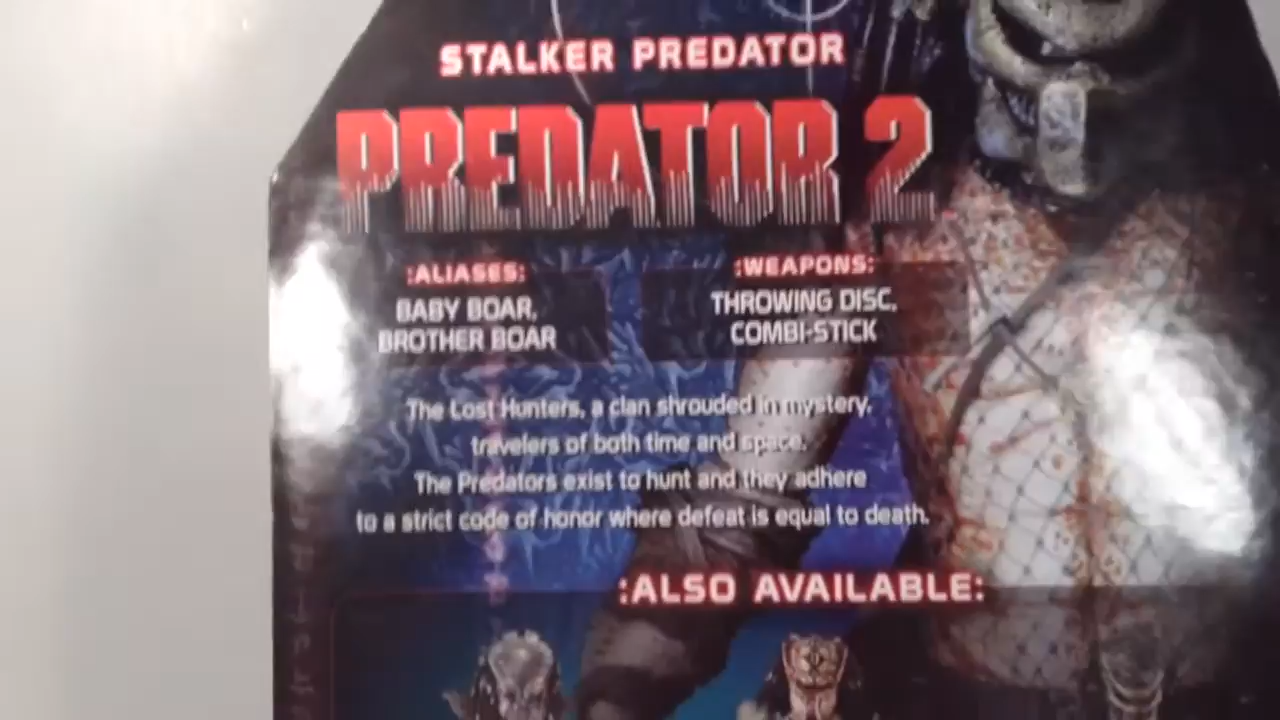 STALKER PREDATOR
PREDATOR 2
:ALIASES:
BABY BOAR,
BROTHER BOAR
:WEAPONS:
THROWING DISC,
COMBI-STICK
The Lost Hunters, a clan shrouded in mystery,
travelers of both time and space.
The Predators exist to hunt and they adhere
to a strict code of honor where defeat is equal to death.
:ALSO AVAILABLE: